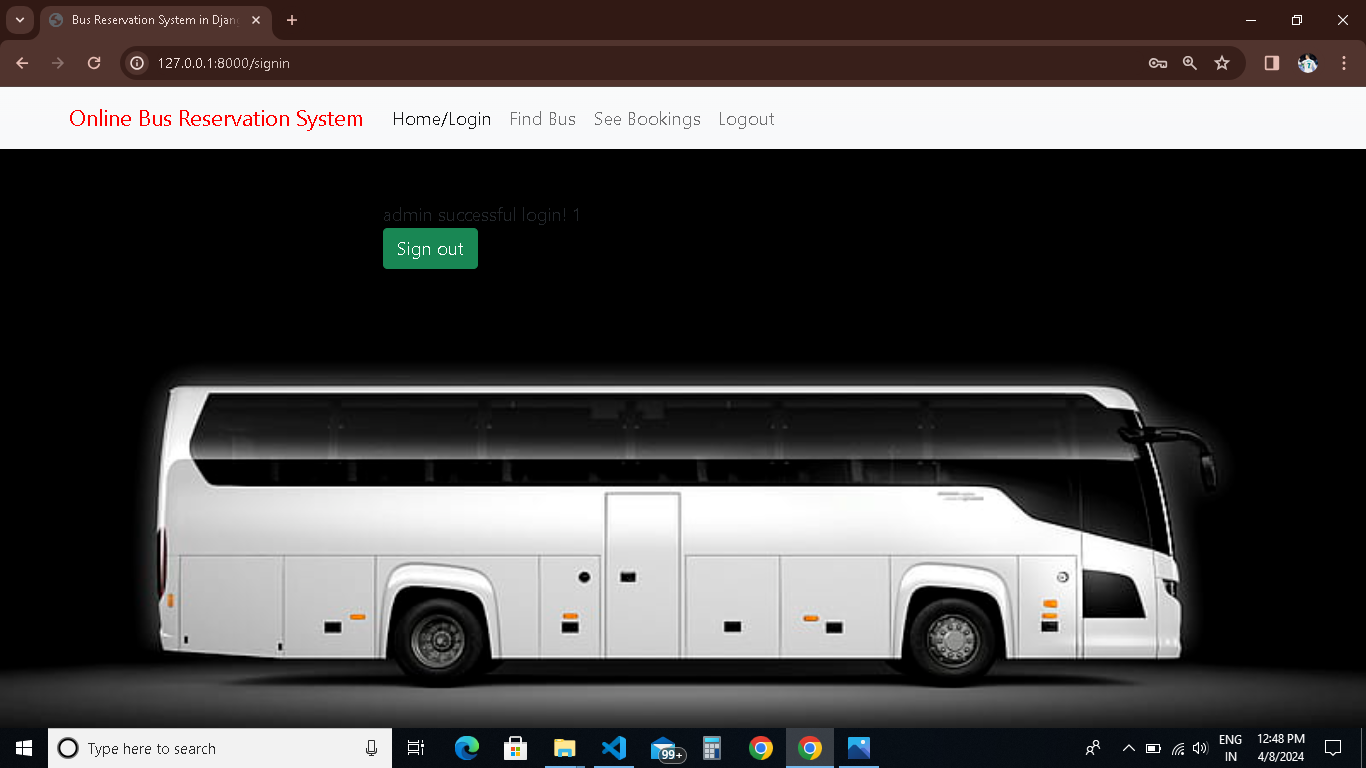 Bus Reservation System in Djan
127.0.0.1:8000/signin
Online Bus Reservation System Home/Login Find Bus See Bookings Logout
admin successful login! 1
Sign out
Type here to search
99+
ENG
IN
12:48 PM
4/8/2024